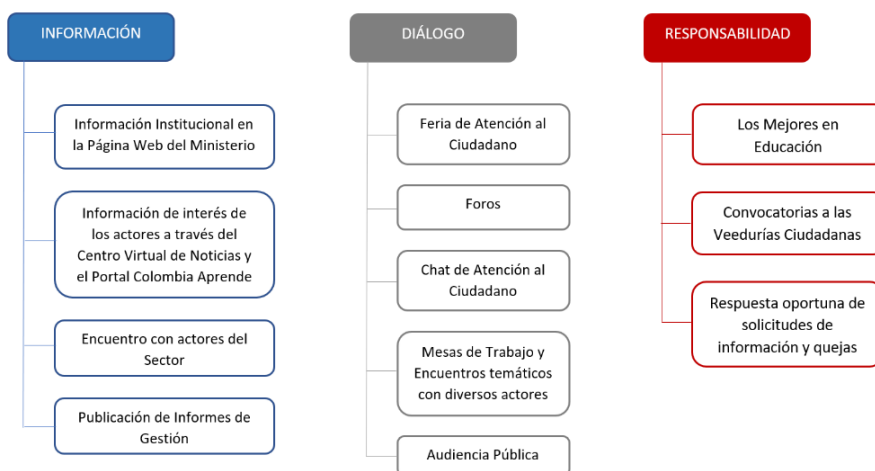 INFORMACIÓN
Información Institucional en
la Página Web del Ministerio
Información de interés de
los actores a través del
Centro Virtual de Noticias y
el Portal Colombia Aprende
Encuentro con actores del
Sector
Publicación de Informes de
Gestión
DIÁLOGO
Feria de Atención al
Ciudadano
Foros
Chat de Atención al
Ciudadano
Mesas de Trabajo y
Encuentros temáticos
con diversos actores
Audiencia Pública
RESPONSABILIDAD
Los Mejores en
Educación
Convocatorias a las
Veedurías Ciudadanas
Respuesta oportuna de
solicitudes de
información y quejas